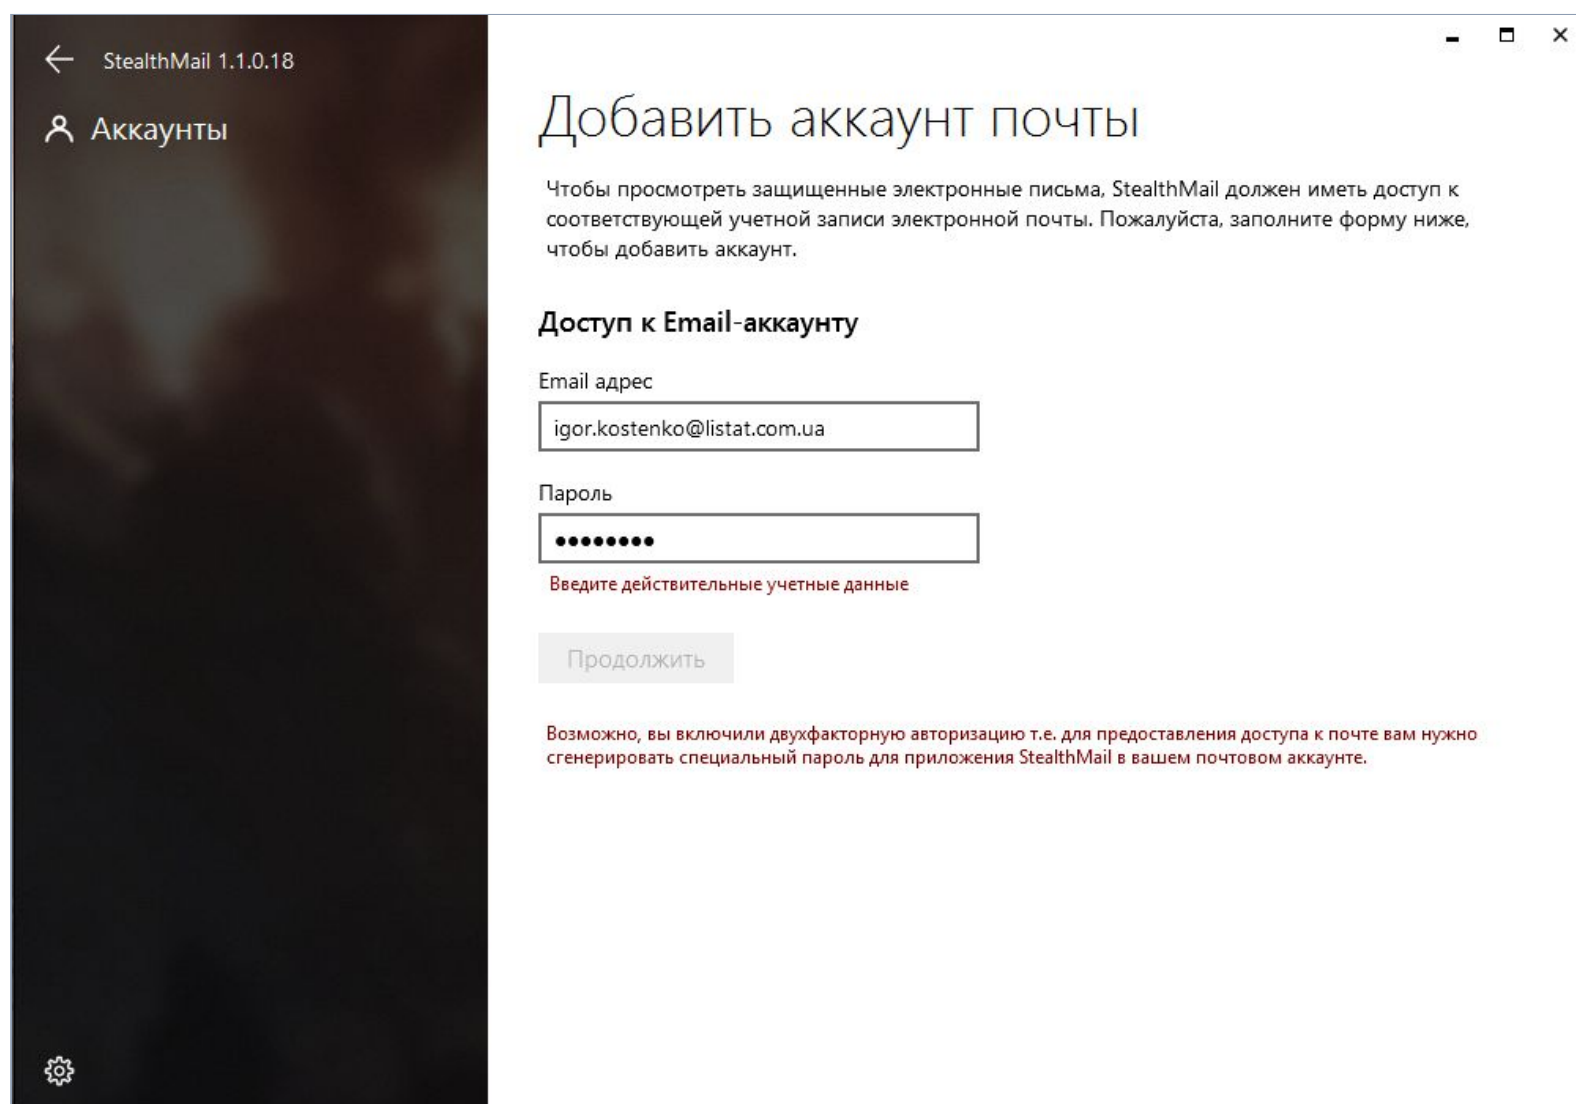 StealthMail 1.1.0.18
Аккаунты
Добавить аккаунт почты
Чтобы просмотреть защищенные электронные письма, StealthMail должен иметь доступ к
соответствующей учетной записи электронной почты. Пожалуйста, заполните форму ниже,
чтобы добавить аккаунт.
Доступ к Email-аккаунту
Email адрес
igor.kostenko@listat.com.ua
Пароль
••••••••
Введите действительные учетные данные
Продолжить
Возможно, вы включили двухфакторную авторизацию т.е. для предоставления доступа к почте вам нужно
сгенерировать специальный пароль для приложения StealthMail в вашем почтовом аккаунте.